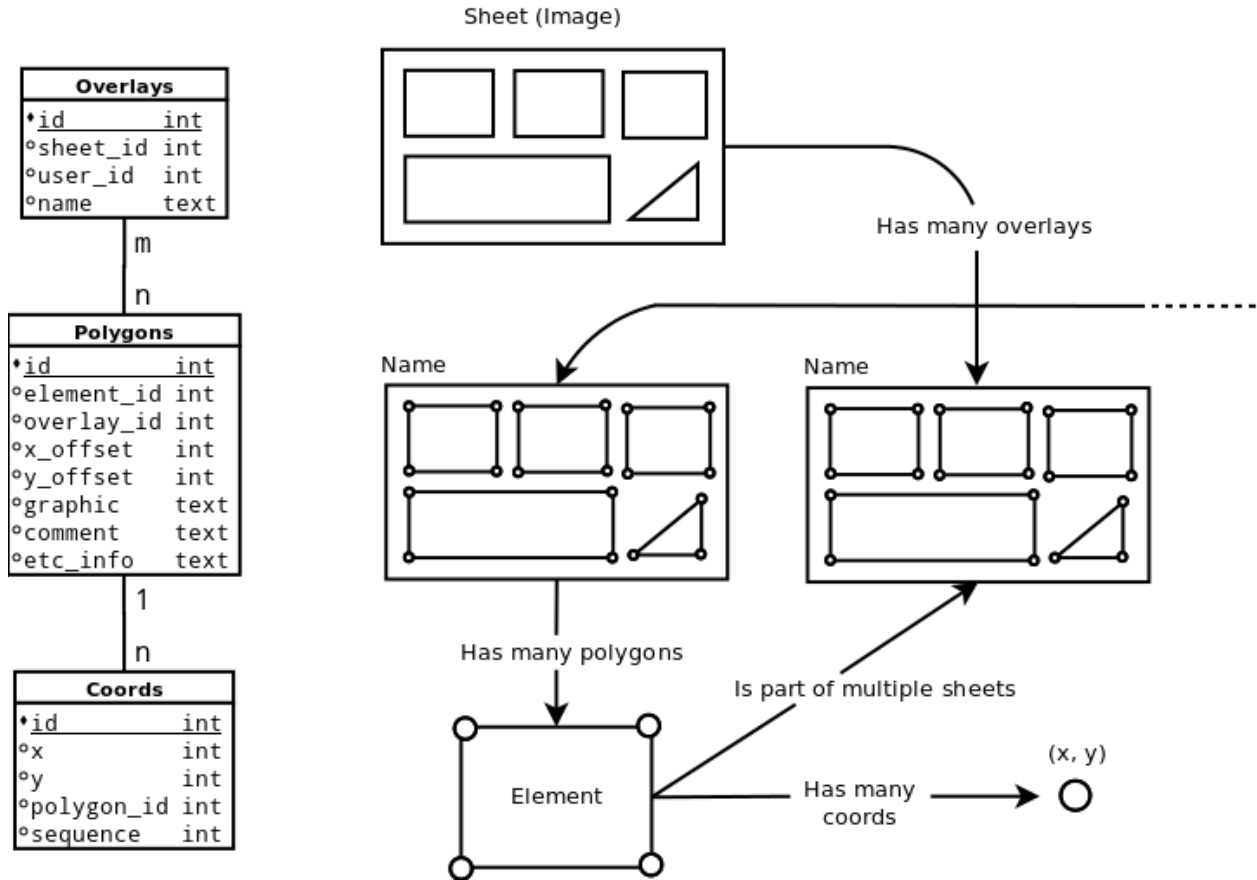 Sheet (Image)
Overlays
id int
sheet_id int
user_id int
name text
m
n
Polygons
id int
element_id int
overlay_id int
x_offset int
y_offset int
graphic text
comment text
etc_info text
1
n
Coords
id int
x int
y int
polygon_id int
sequence int
Has many overlays
Name
Name
Has many polygons
Is part of multiple sheets
Element
Has many
coords
(x, y)